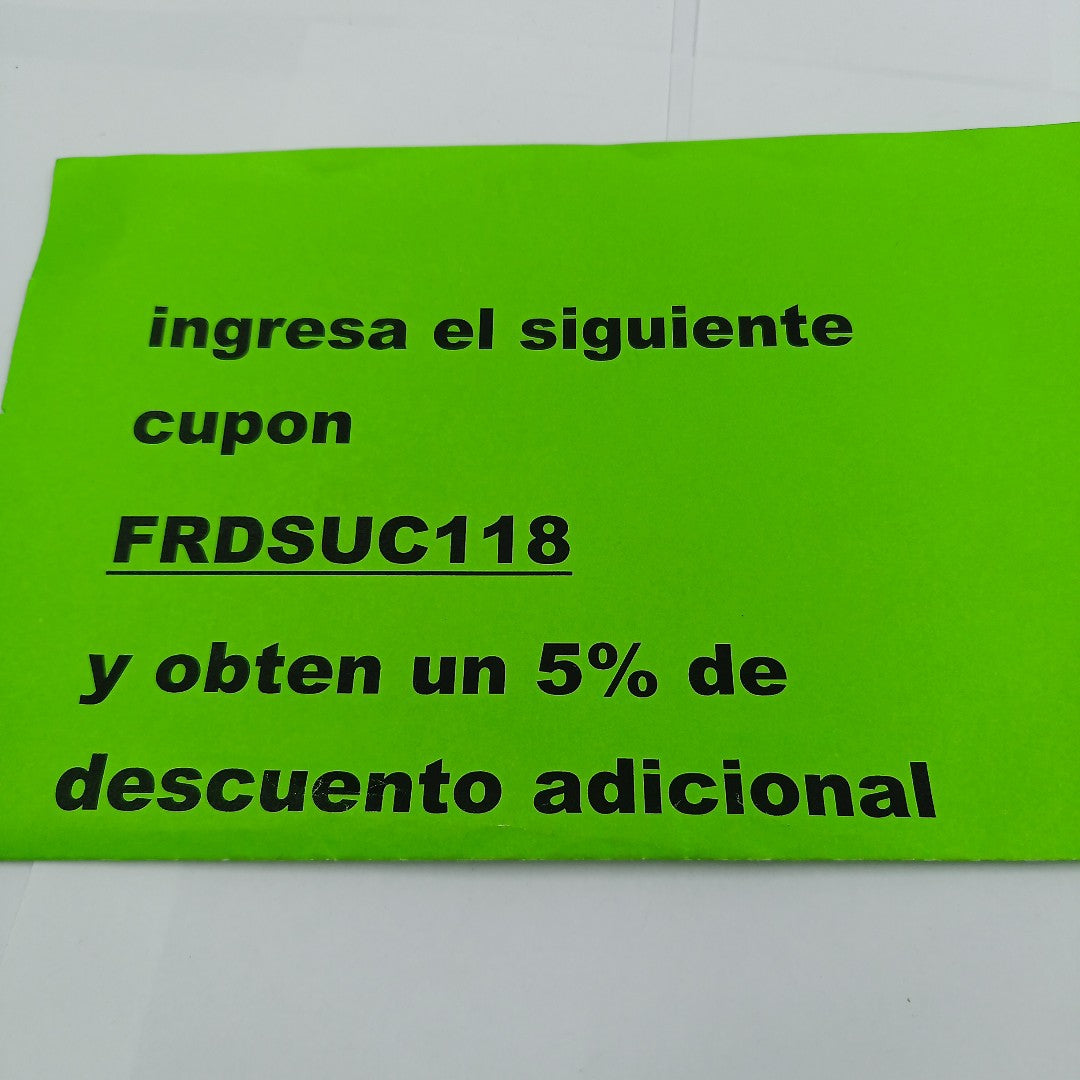 ingresa el siguiente
cupon
FRDSUC118
y obten un 5% de
descuento adicional